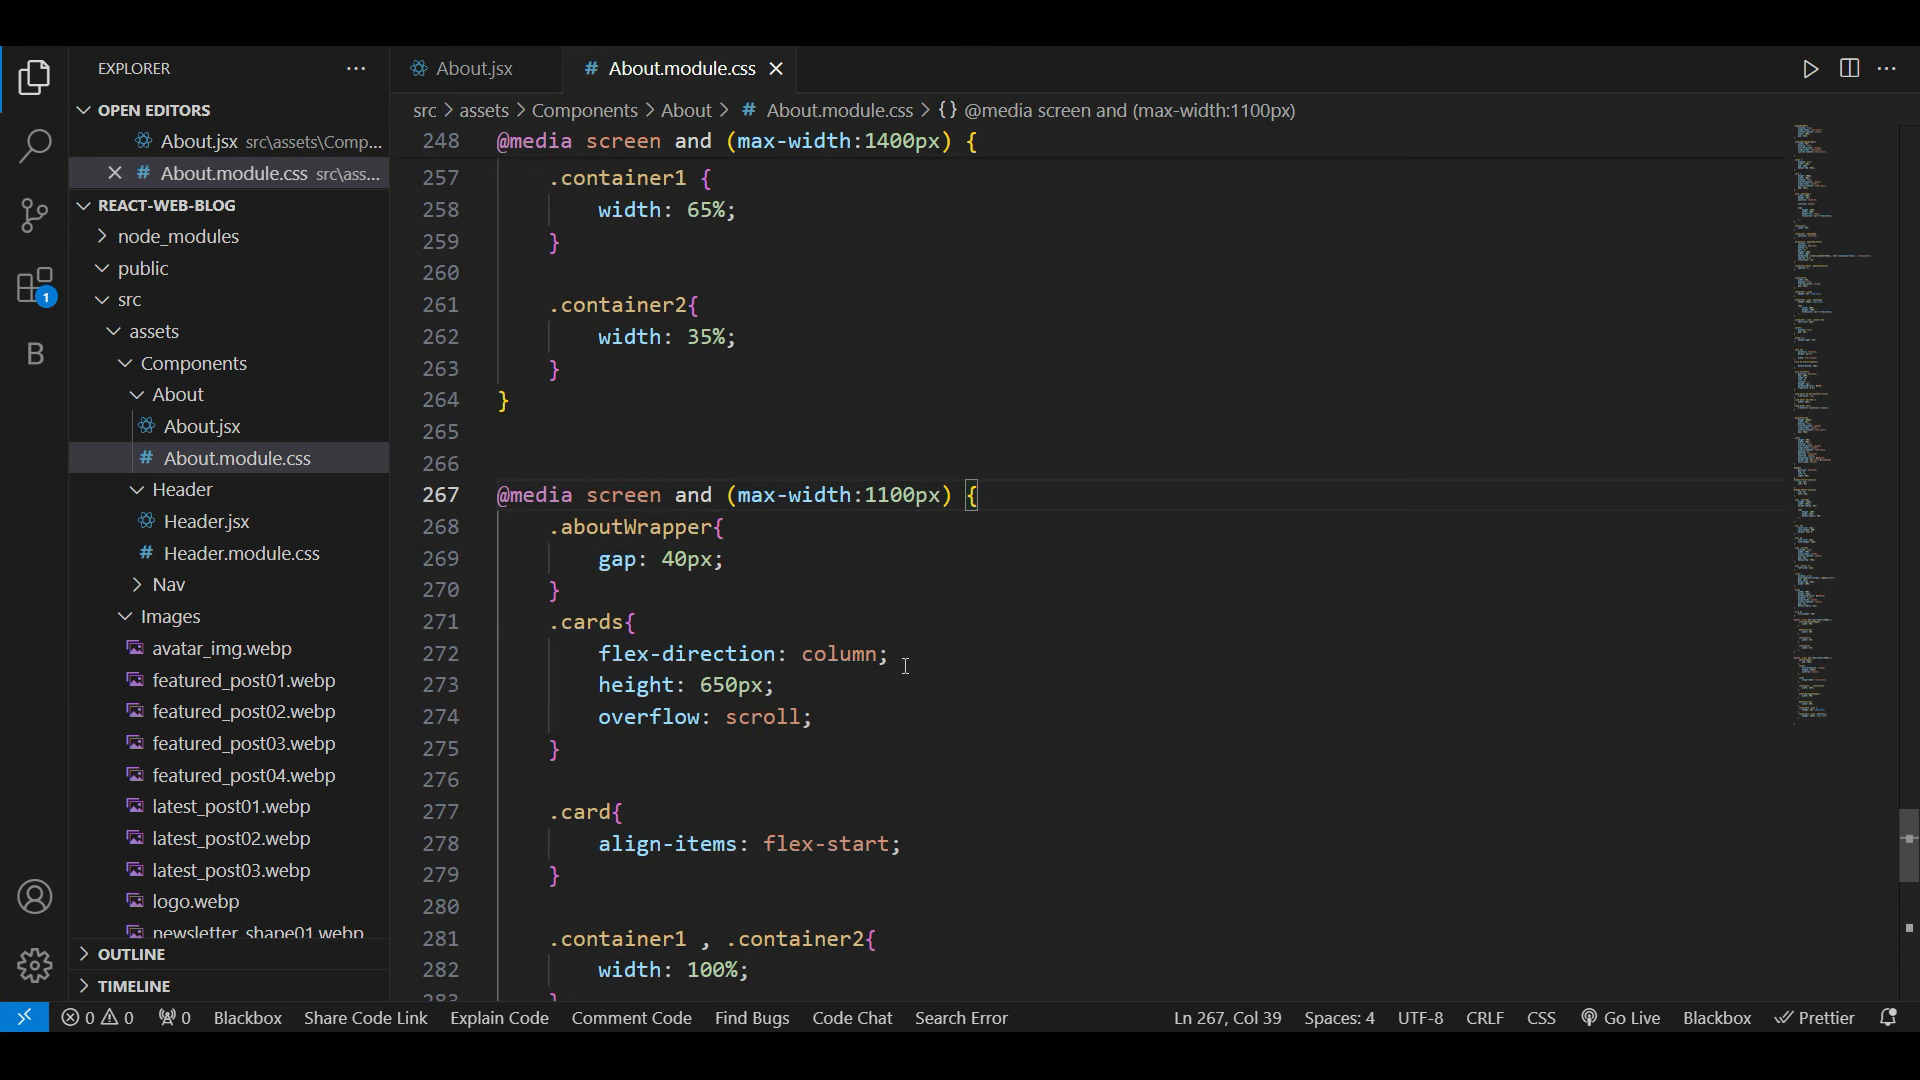 EXPLORER
OPEN EDITORS
About.jsx src\assets\Comp...
About.module.css src\ass...
REACT-WEB-BLOG
node_modules
public
src
assets
Components
About
About.jsx
About.module.css
Header
Header.jsx
Header.module.css
Nav
Images
avatar_img.webp
featured_post01.webp
featured_post02.webp
featured_post03.webp
featured_post04.webp
latest_post01.webp
latest_post02.webp
latest_post03.webp
logo.webp
newsletter_shape01.webp
OUTLINE
TIMELINE
B
1
About.jsx
# About.module.css
src > assets > Components > About > # About.module.css > {} @media screen and (max-width:1100px)
248 @media screen and (max-width:1400px) {
257 .container1 {
258 width: 65%;
259 }
260
261 .container2{
262 width: 35%;
263 }
264 }
265
266
267 @media screen and (max-width:1100px) {
268 .aboutWrapper{
269 gap: 40px;
270 }
271 .cards{
272 flex-direction: column;
273 height: 650px;
274 overflow: scroll;
275 }
276
277 .card{
278 align-items: flex-start;
279 }
280
281 .container1 , .container2{
282 width: 100%;
283 }
0 0 0 Blackbox Share Code Link Explain Code Comment Code Find Bugs Code Chat Search Error Ln 267, Col 39 Spaces: 4 UTF-8 CRLF CSS Go Live Blackbox Prettier